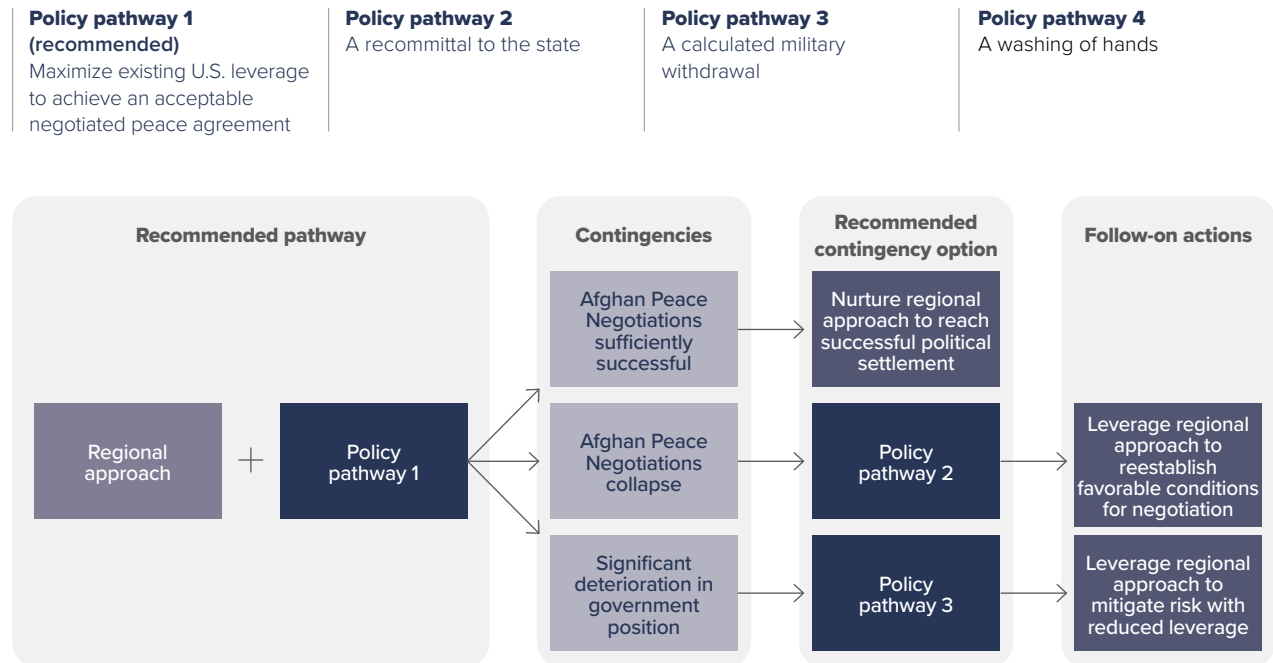 Policy pathway 1
(recommended)
Maximize existing U.S. leverage
to achieve an acceptable
negotiated peace agreement
Policy pathway 2
A recommittal to the state
Policy pathway 3
A calculated military
withdrawal
Policy pathway 4
A washing of hands
Recommended pathway
Regional
approach
+
Policy
pathway 1
Contingencies
Afghan Peace
Negotiations
sufficiently
successful
Afghan Peace
Negotiations
collapse
Significant
deterioration in
government
position
Recommended
contingency option
Nurture regional
approach to reach
successful political
settlement
Policy
pathway 2
Policy
pathway 3
Follow-on actions
Leverage regional
approach to
reestablish
favorable conditions
for negotiation
Leverage regional
approach to
mitigate risk with
reduced leverage